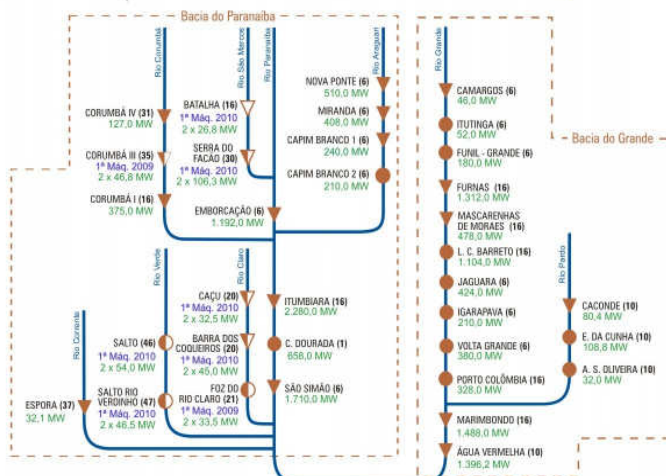 Bacia do Paranaíba
Rio Corumbá
Rio São Marcos
Rio Paranaíba
Rio Araguari
CORUMBÁ IV (31)
127,0 MW
CORUMBÁ III (35)
1ª Máq. 2009
2 x 46,8 MW
CORUMBÁ I (16)
375,0 MW
BATALHA (16)
1ª Máq. 2010
2 x 26,8 MW
SERRA DO
FACÃO (30)
1ª Máq. 2010
2 x 106,3 MW
EMBORCAÇÃO (6)
1.192,0 MW
NOVA PONTE (6)
510,0 MW
MIRANDA (6)
408,0 MW
CAPIM BRANCO 1 (6)
240,0 MW
CAPIM BRANCO 2 (6)
210,0 MW
Rio Corrente
Rio Verde
Rio Claro
ESPORA (37)
32,1 MW
SALTO (46)
1ª Máq. 2010
2 x 54,0 MW
SALTO RIO
VERDINHO (47)
1ª Máq. 2010
2 x 46,5 MW
CAÇU (20)
1ª Máq. 2010
2 x 32,5 MW
BARRA DOS
COQUEIROS (20)
1ª Máq. 2010
2 x 45,0 MW
FOZ DO
RIO CLARO (21)
1ª Máq. 2009
2 x 33,5 MW
ITUMBIARA (16)
2.280,0 MW
C. DOURADA (1)
658,0 MW
SÃO SIMÃO (6)
1.710,0 MW
Bacia do Grande
Rio Grande
Rio Pardo
CAMARGOS (6)
46,0 MW
ITUTINGA (6)
52,0 MW
FUNIL - GRANDE (6)
180,0 MW
FURNAS (16)
1.312,0 MW
MASCARENHAS
DE MORAES (16)
478,0 MW
L. C. BARRETO (16)
1.104,0 MW
JAGUARA (6)
424,0 MW
IGARAPAVA (6)
210,0 MW
VOLTA GRANDE (6)
380,0 MW
PORTO COLÔMBIA (16)
328,0 MW
CACONDE (10)
80,4 MW
E. DA CUNHA (10)
108,8 MW
A. S. OLIVEIRA (10)
32,0 MW
MARIMBONDO (16)
1.488,0 MW
ÁGUA VERMELHA (10)
1.396,2 MW